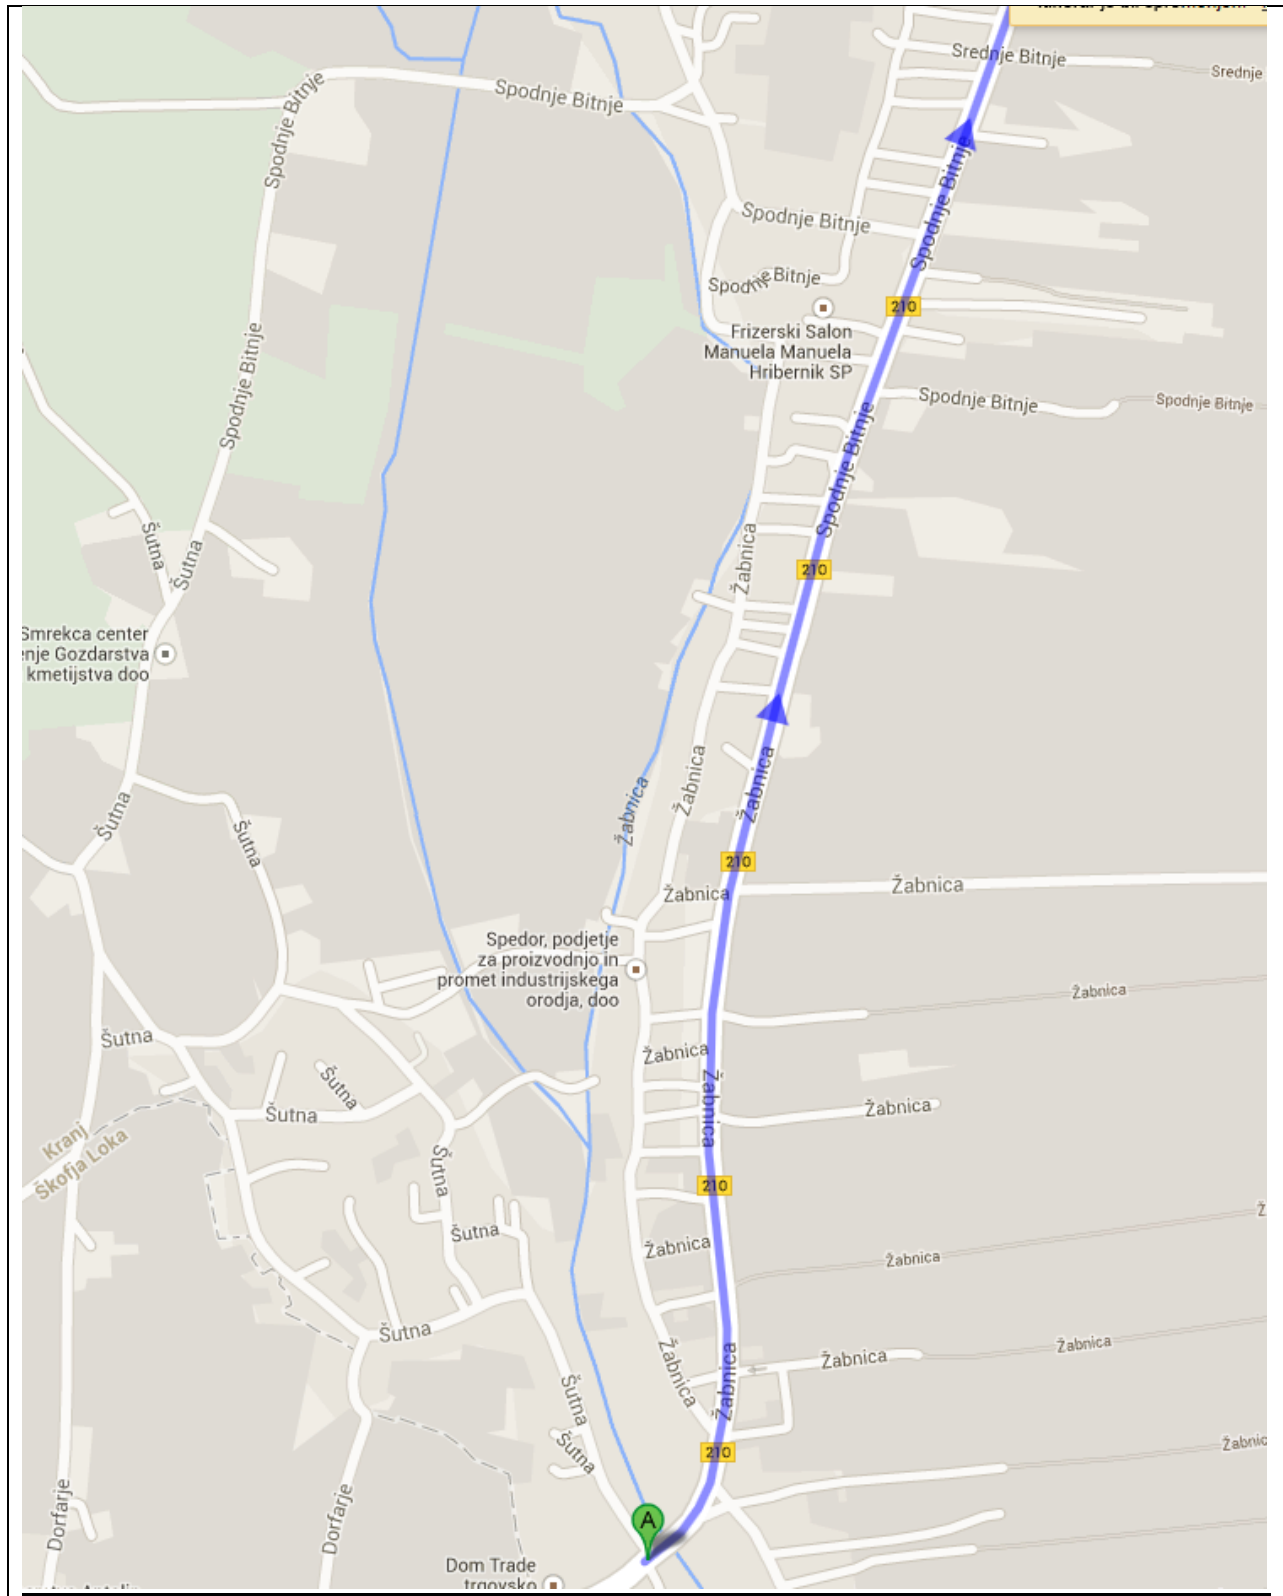 Srednje Bitnje
Srednje
Spodnje Bitnje
Spodnje Bitnje
Spodnje Bitnje
Spodnje Bitnje
Spodnje Bitnje
210
Frizerski Salon
Manuela Manuela
Hribernik SP
Spodnje Bitnje
Spodnje Bitnje
Spodnje Bitnje
Spodnje Bitnje
Šutna
Šutna
Žabnica
210
Smrekca center
enje Gozdarstva
kmetijstva doo
Žabnica
Žabnica
Žabnica
Šutna
Šutna
210
Žabnica
Žabnica
Spedor, podjetje
za proizvodnjo in
promet industrijskega
orodja, doo
Žabnica
Šutna
Žabnica
Šutna
Šutna
Žabnica
Žabnica
Kranj
Škofja Loka
Šutna
210
Šutna
Žabnica
Žabnica
Šutna
Žabnica
Žabnica
Žabnica
Žabnica
Šutna
Šutna
210
Žabnic
Dorfarje
Dorfarje
A
Dom Trade
trgovsko